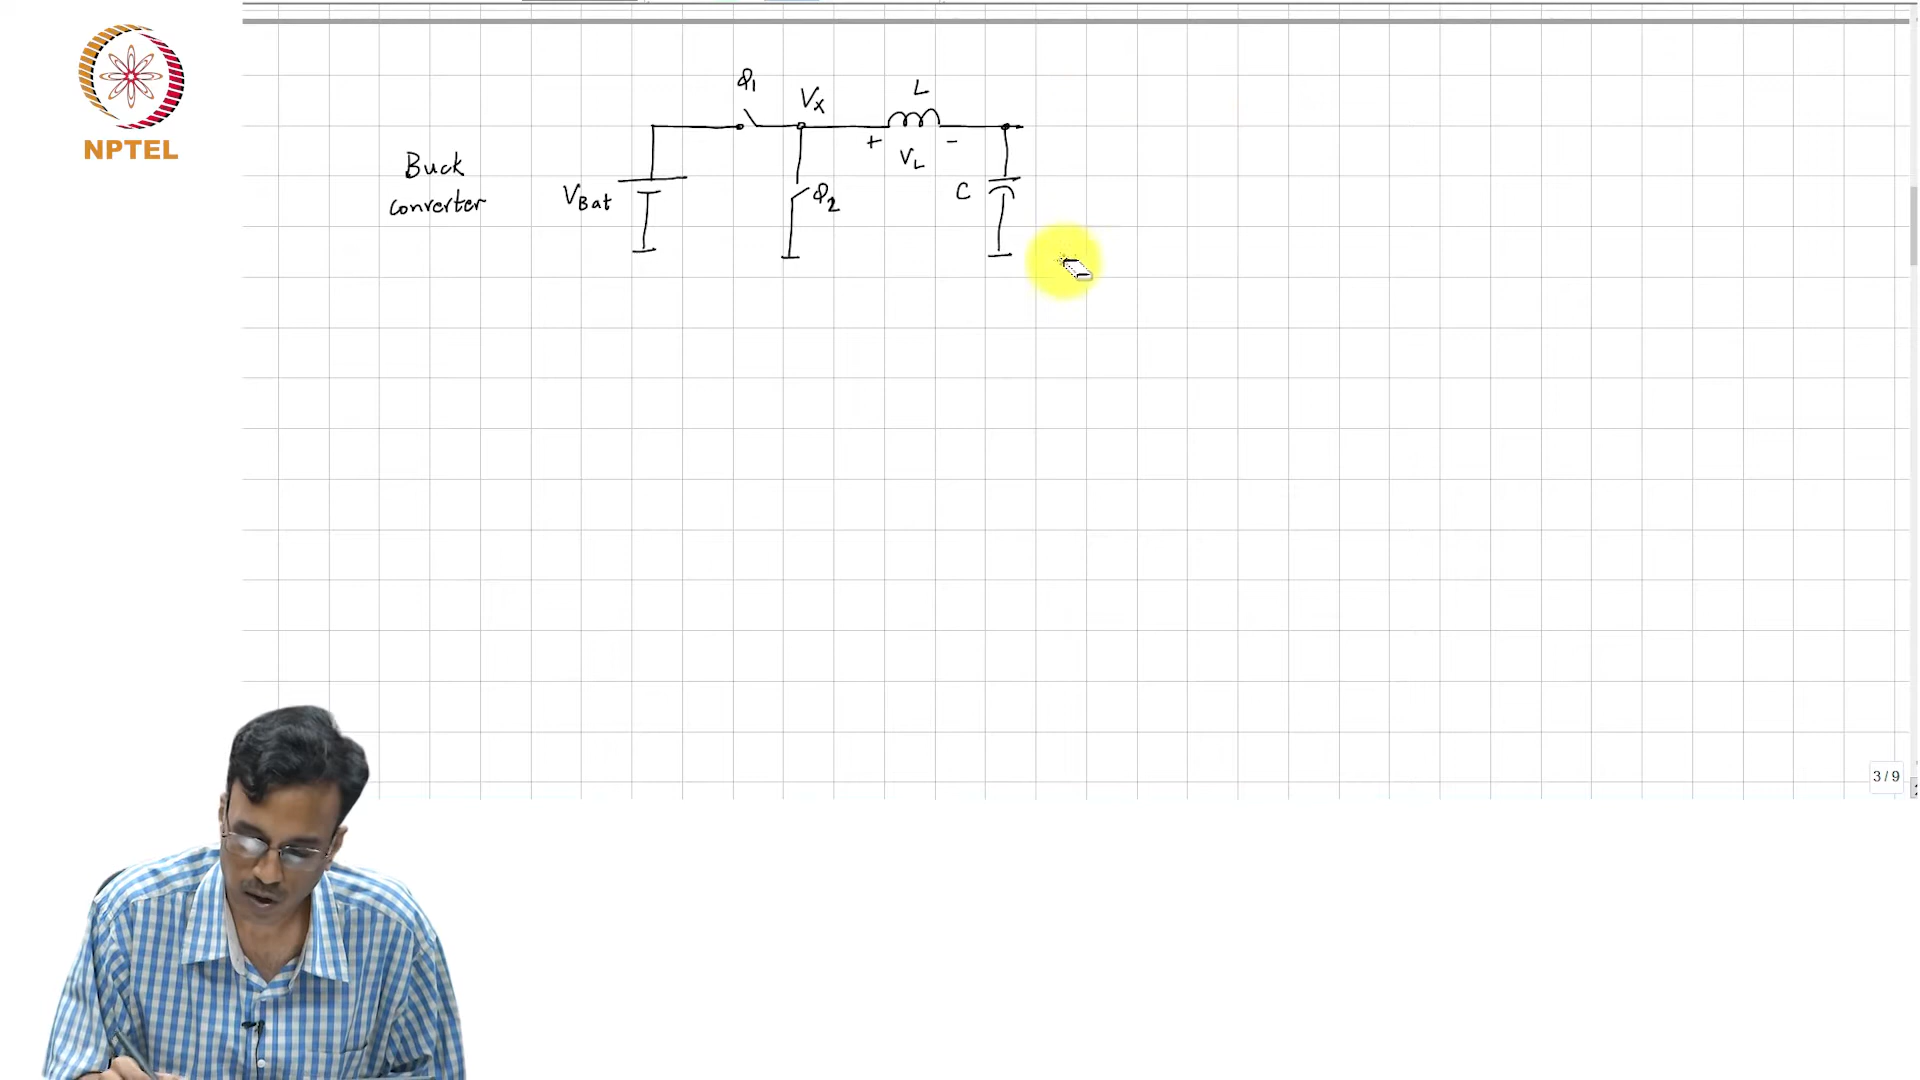 NPTEL
Buck
converter
Φ1
Vx
L
+ VL -
VBat
Φ2
C
3 / 9